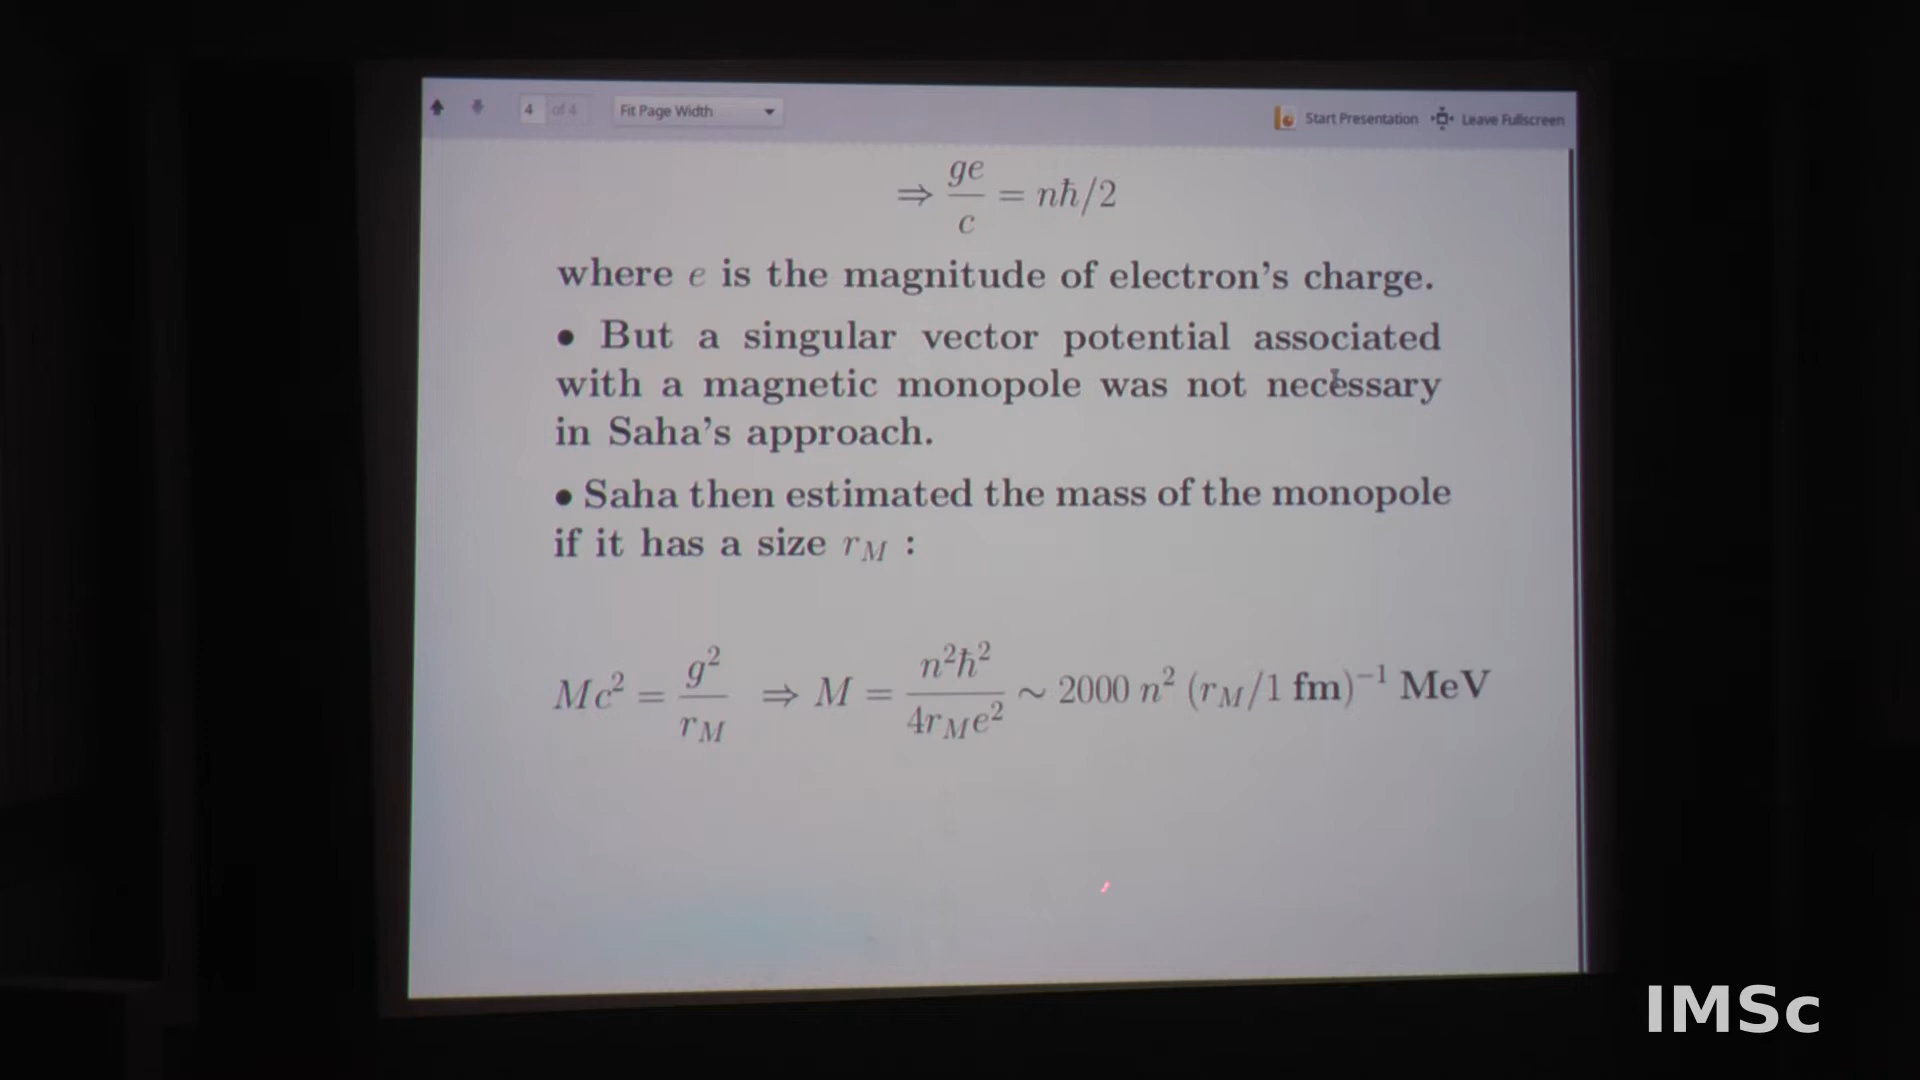 4 of 4 Fit Page Width Start Presentation Leave Fullscreen
⇒ ge/c = nħ/2
where e is the magnitude of electron's charge.
• But a singular vector potential associated
with a magnetic monopole was not necessary
in Saha's approach.
• Saha then estimated the mass of the monopole
if it has a size r_M :
Mc² = g²/r_M ⇒ M = n²ħ²/4r_Me² ∼ 2000 n² (r_M/1 fm)⁻¹ MeV
IMSc